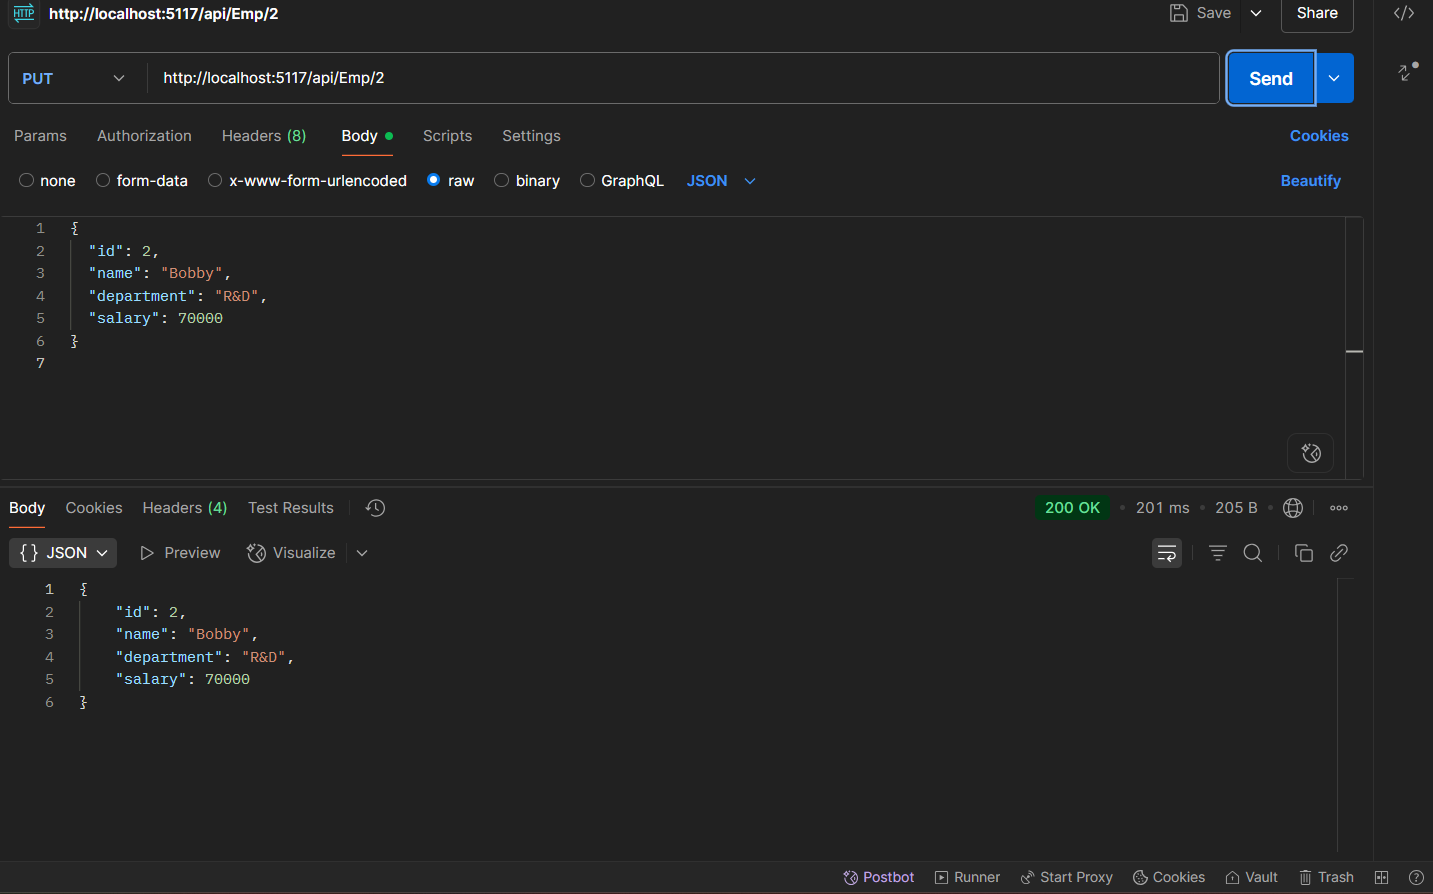 HTTP http://localhost:5117/api/Emp/2 Save Share
PUT http://localhost:5117/api/Emp/2 Send
Params Authorization Headers (8) Body Scripts Settings Cookies
none form-data x-www-form-urlencoded raw binary GraphQL JSON Beautify
1 {
2 "id": 2,
3 "name": "Bobby",
4 "department": "R&D",
5 "salary": 70000
6 }
7
Body Cookies Headers (4) Test Results 200 OK • 201 ms • 205 B •
{} JSON Preview Visualize
1 {
2 "id": 2,
3 "name": "Bobby",
4 "department": "R&D",
5 "salary": 70000
6 }
Postbot Runner Start Proxy Cookies Vault Trash